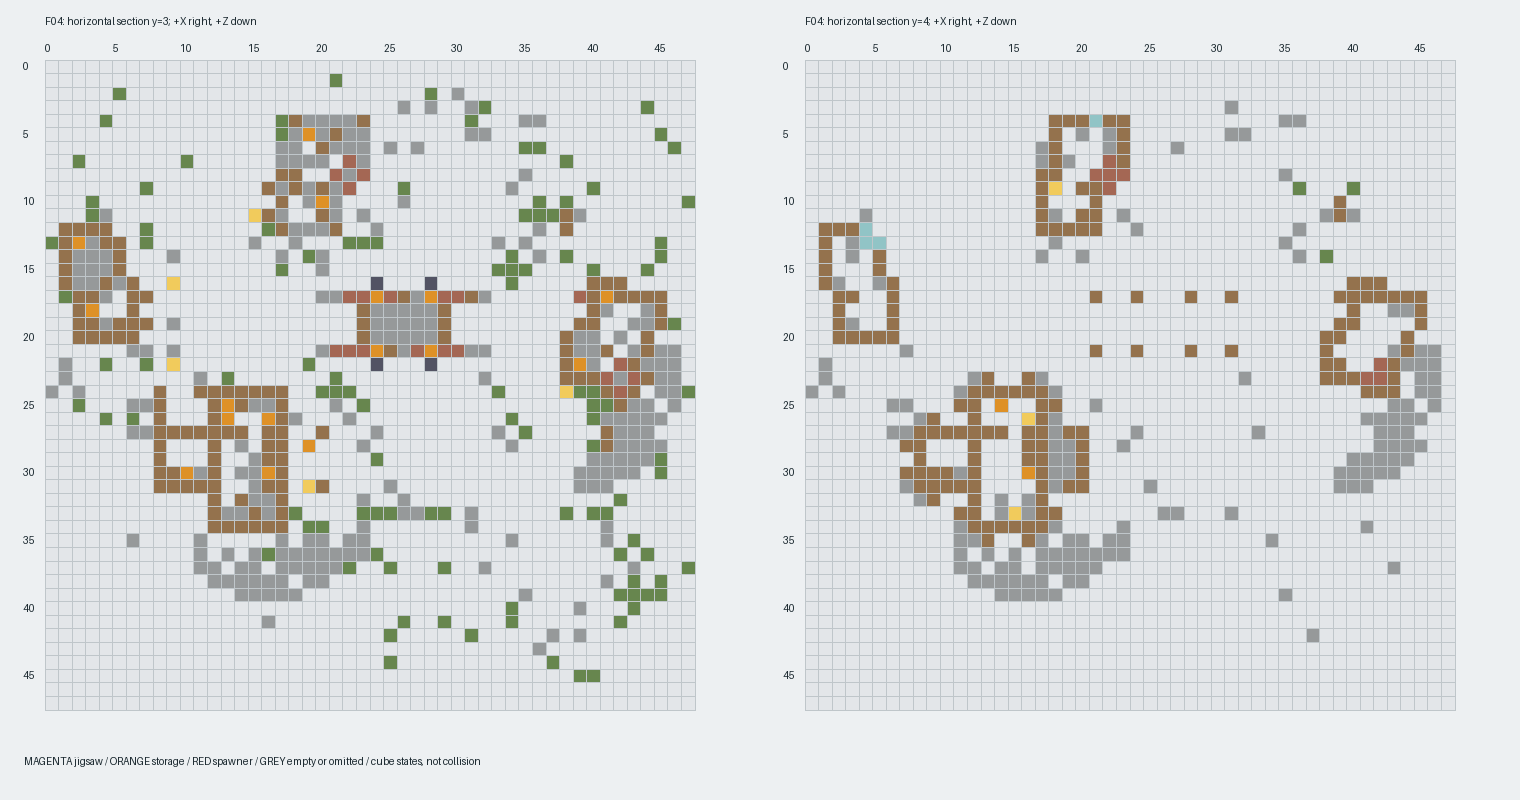 F04: horizontal section y=3; +X right, +Z down
F04: horizontal section y=4; +X right, +Z down
0 5 10 15 20 25 30 35 40 45
0 5 10 15 20 25 30 35 40 45
0 0
5 5
10 10
15 15
20 20
25 25
30 30
35 35
40 40
45 45
MAGENTA jigsaw / ORANGE storage / RED spawner / GREY empty or omitted / cube states, not collision